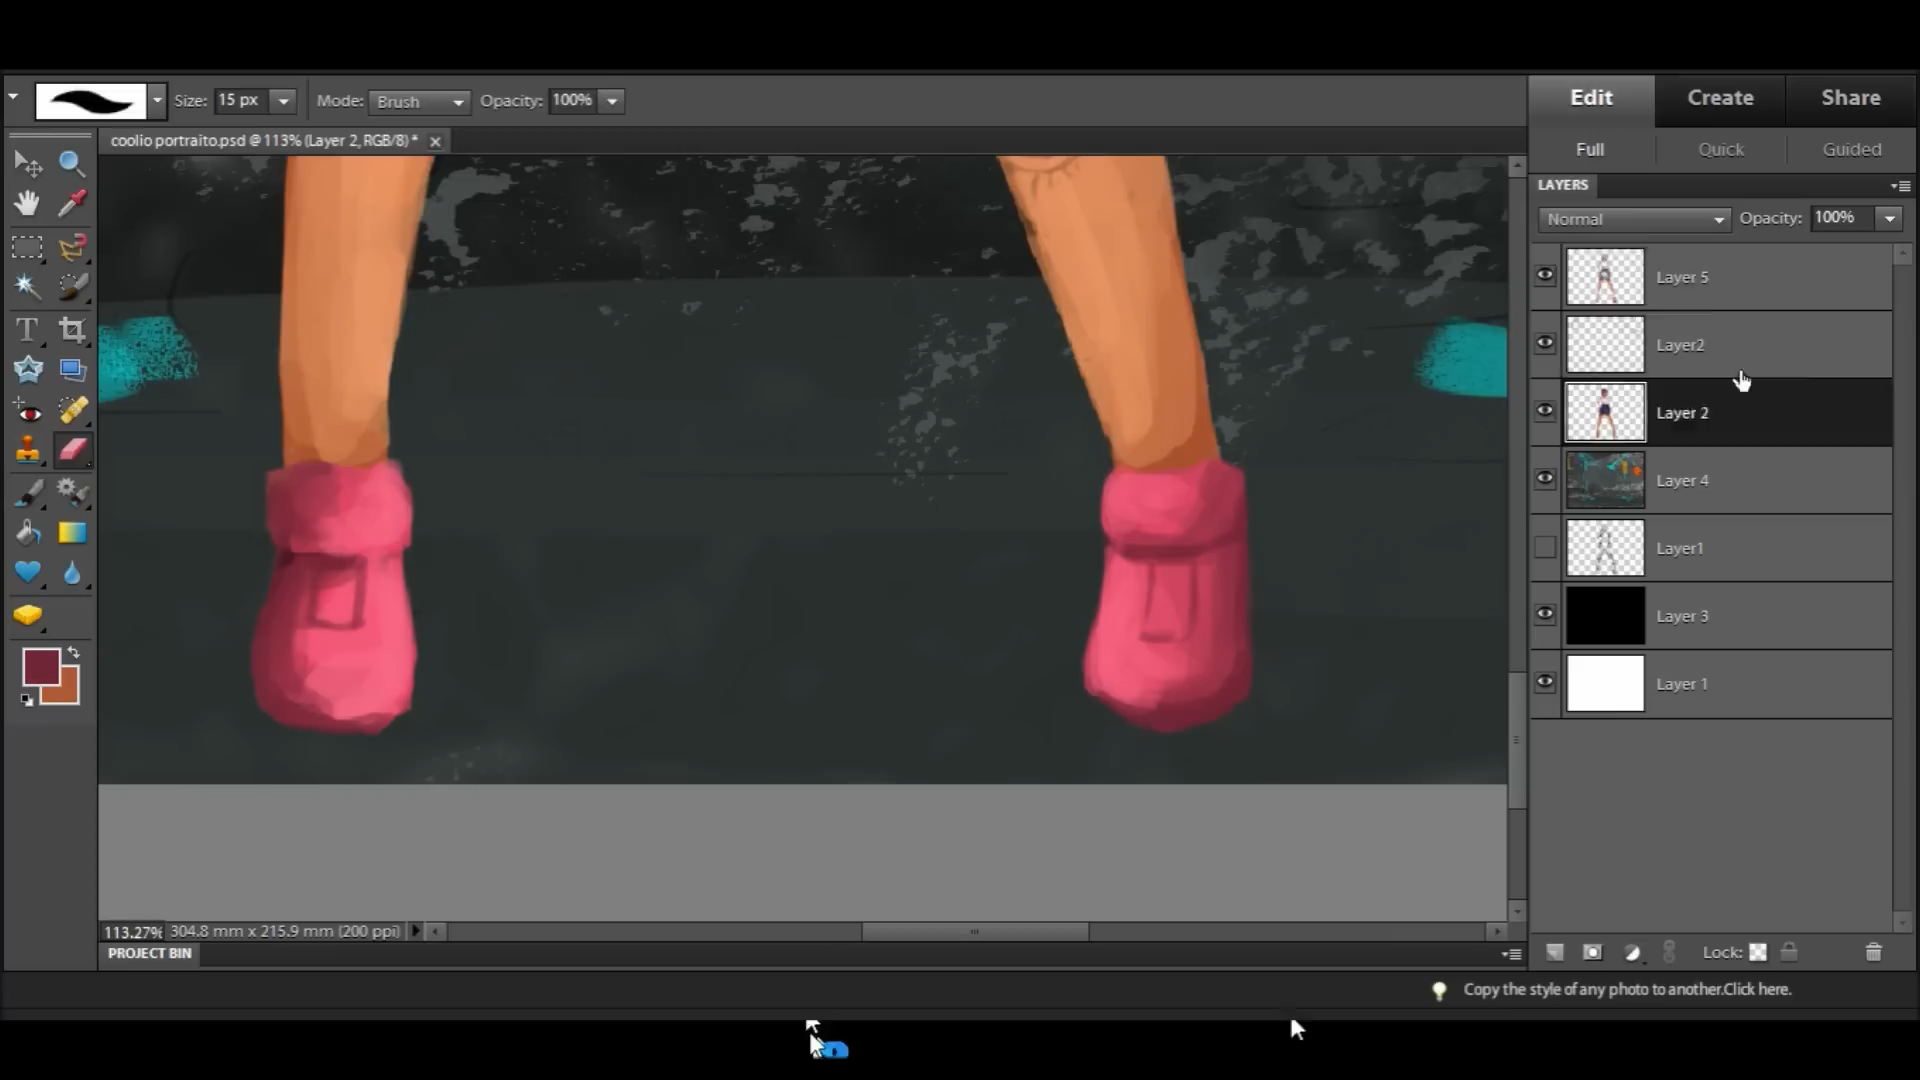 Size: 15 px Mode: Brush Opacity: 100%
Edit Create Share
coolio portraito.psd @ 113% (Layer 2, RGB/8) *
Full Quick Guided
LAYERS
Normal Opacity: 100%
Layer 5
Layer2
Layer 2
Layer 4
Layer1
Layer 3
Layer 1
T
113.27% 304.8 mm x 215.9 mm (200 ppi)
PROJECT BIN
Lock:
Copy the style of any photo to another.Click here.